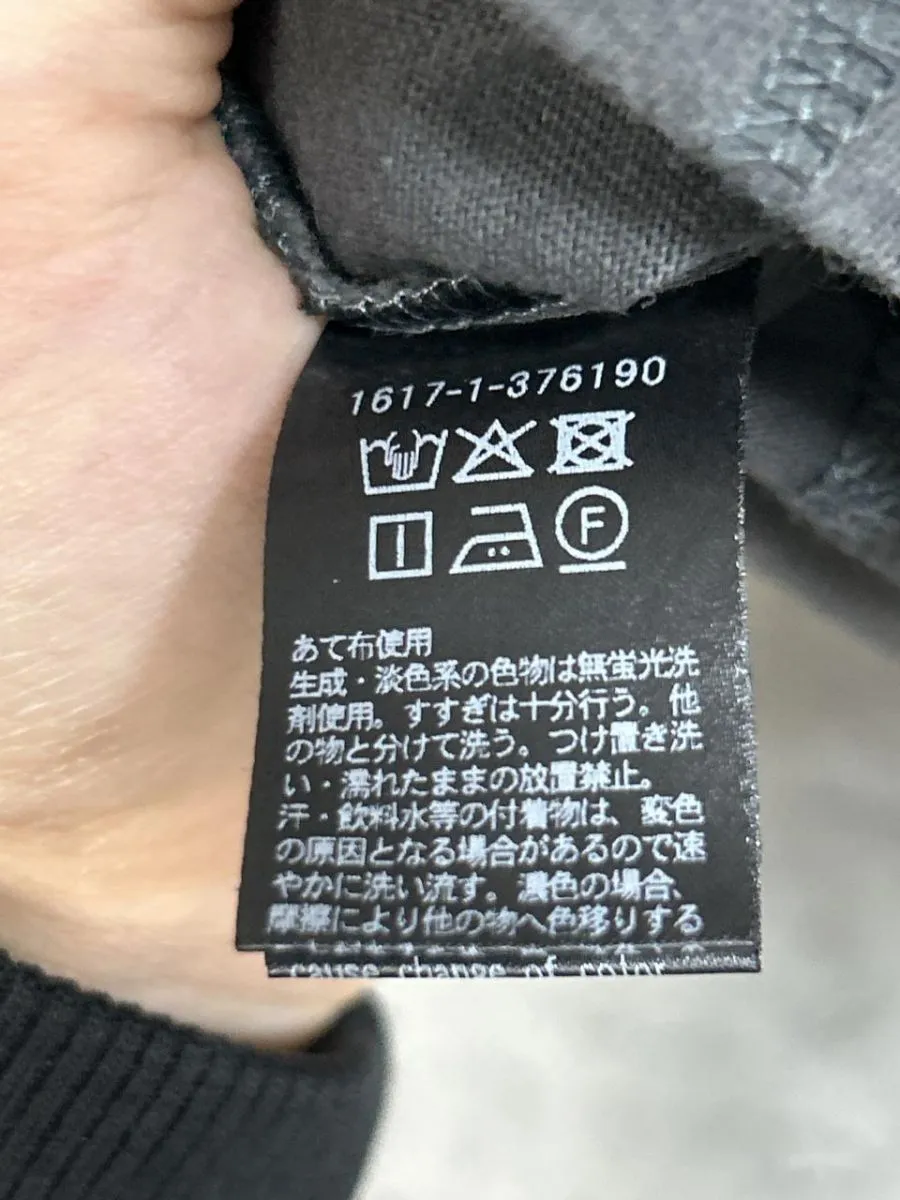 1617-1-376190
F
あて布使用
生成・淡色系の色物は無蛍光洗
剤使用。すすぎは十分行う。他
の物と分けて洗う。つけ置き洗
い・濡れたままの放置禁止。
汗・飲料水等の付着物は、変色
の原因となる場合があるので速
やかに洗い流す。濃色の場合、
摩擦により他の物へ色移りする
cause change of color